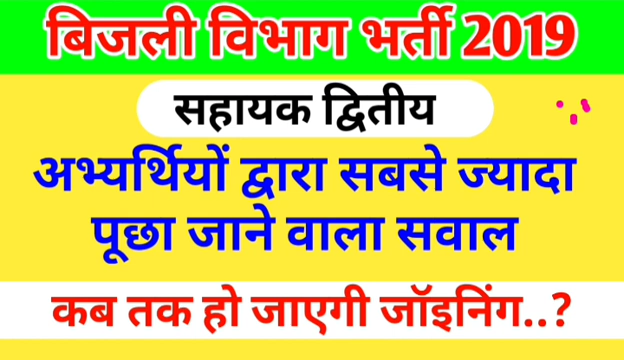 बिजली विभाग भर्ती 2019
सहायक द्वितीय
अभ्यर्थियों द्वारा सबसे ज्यादा
पूछा जाने वाला सवाल
कब तक हो जाएगी जॉइनिंग..?